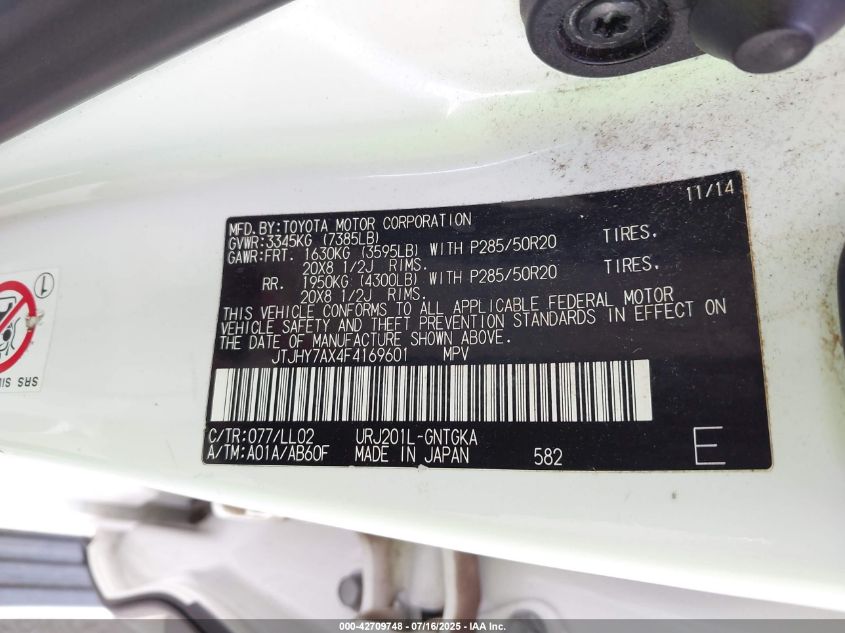 11/14
MFD.BY:TOYOTA MOTOR CORPORATION
GVWR:3345KG (7385LB)
GAWR:FRT. 1630KG (3595LB) WITH P285/50R20 TIRES.
20X8 1/2J RIMS.
RR. 1950KG (4300LB) WITH P285/50R20 TIRES.
20X8 1/2J RIMS.
THIS VEHICLE CONFORMS TO ALL APPLICABLE FEDERAL MOTOR
VEHICLE SAFETY AND THEFT PREVENTION STANDARDS IN EFFECT ON
THE DATE OF MANUFACTURE SHOWN ABOVE.
JTJHY7AX4F4169601 MPV
C/TR:077/LL02 URJ201L-GNTGKA
A/TM:A01A/AB60F MADE IN JAPAN 582 E
1
SRS
000-42709748 - 07/16/2025 - IAA Inc.